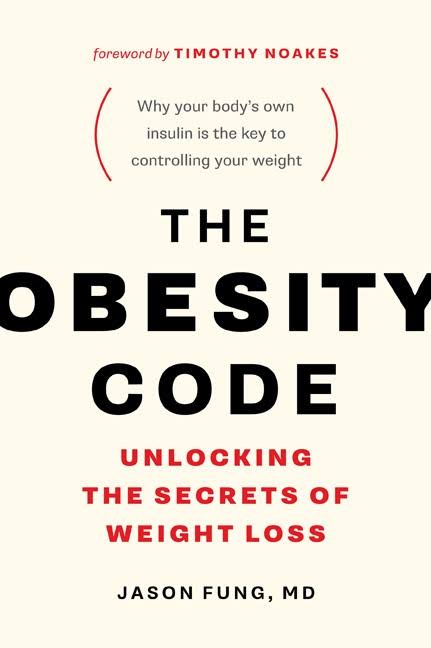 foreword by TIMOTHY NOAKES
Why your body's own
insulin is the key to
controlling your weight
THE
OBESITY
CODE
UNLOCKING
THE SECRETS OF
WEIGHT LOSS
JASON FUNG, MD